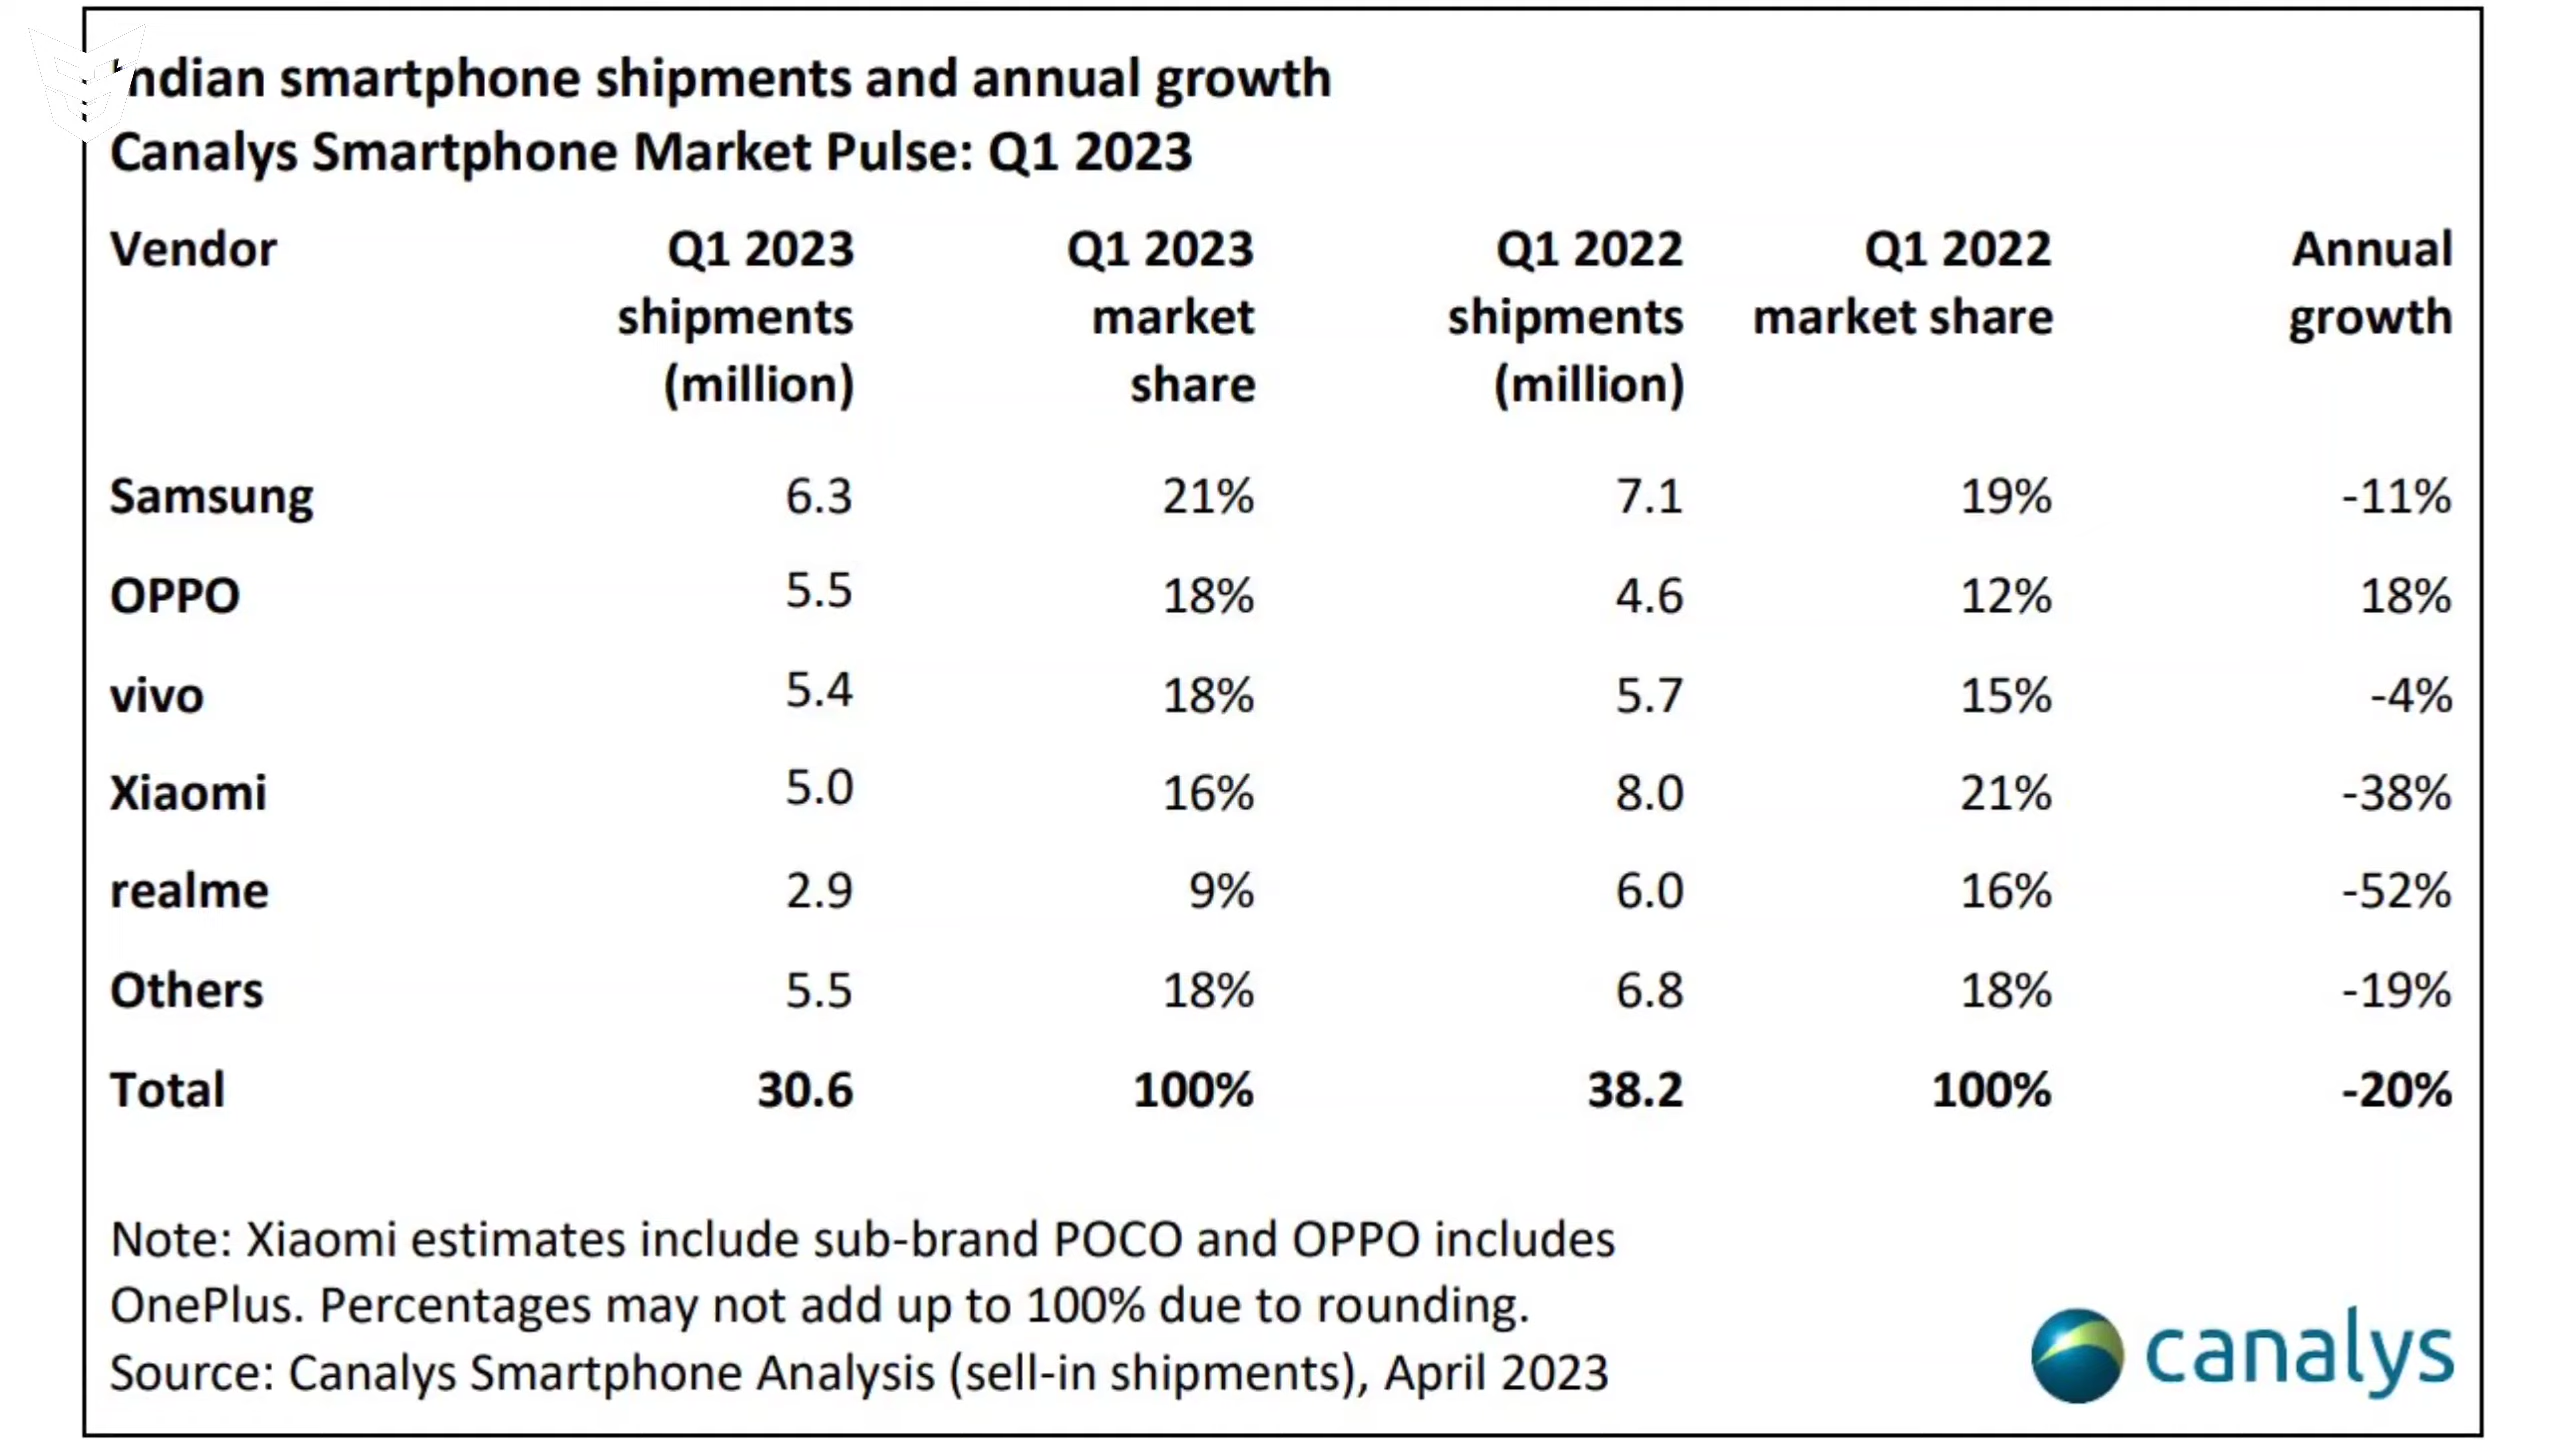 Indian smartphone shipments and annual growth
Canalys Smartphone Market Pulse: Q1 2023
Vendor Q1 2023 shipments (million) Q1 2023 market share Q1 2022 shipments (million) Q1 2022 market share Annual growth
Samsung 6.3 21% 7.1 19% -11%
OPPO 5.5 18% 4.6 12% 18%
vivo 5.4 18% 5.7 15% -4%
Xiaomi 5.0 16% 8.0 21% -38%
realme 2.9 9% 6.0 16% -52%
Others 5.5 18% 6.8 18% -19%
Total 30.6 100% 38.2 100% -20%
Note: Xiaomi estimates include sub-brand POCO and OPPO includes
OnePlus. Percentages may not add up to 100% due to rounding.
Source: Canalys Smartphone Analysis (sell-in shipments), April 2023
canalys